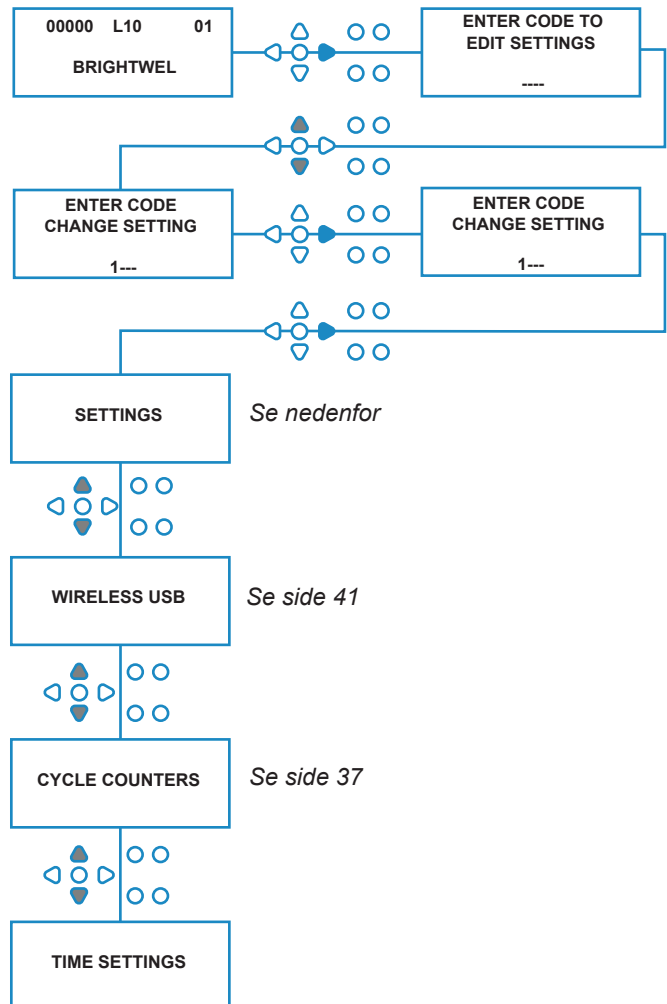 00000 L10 01
BRIGHTWEL
ENTER CODE TO
EDIT SETTINGS
----
ENTER CODE
CHANGE SETTING
1---
ENTER CODE
CHANGE SETTING
1---
SETTINGS
Se nedenfor
WIRELESS USB
Se side 41
CYCLE COUNTERS
Se side 37
TIME SETTINGS